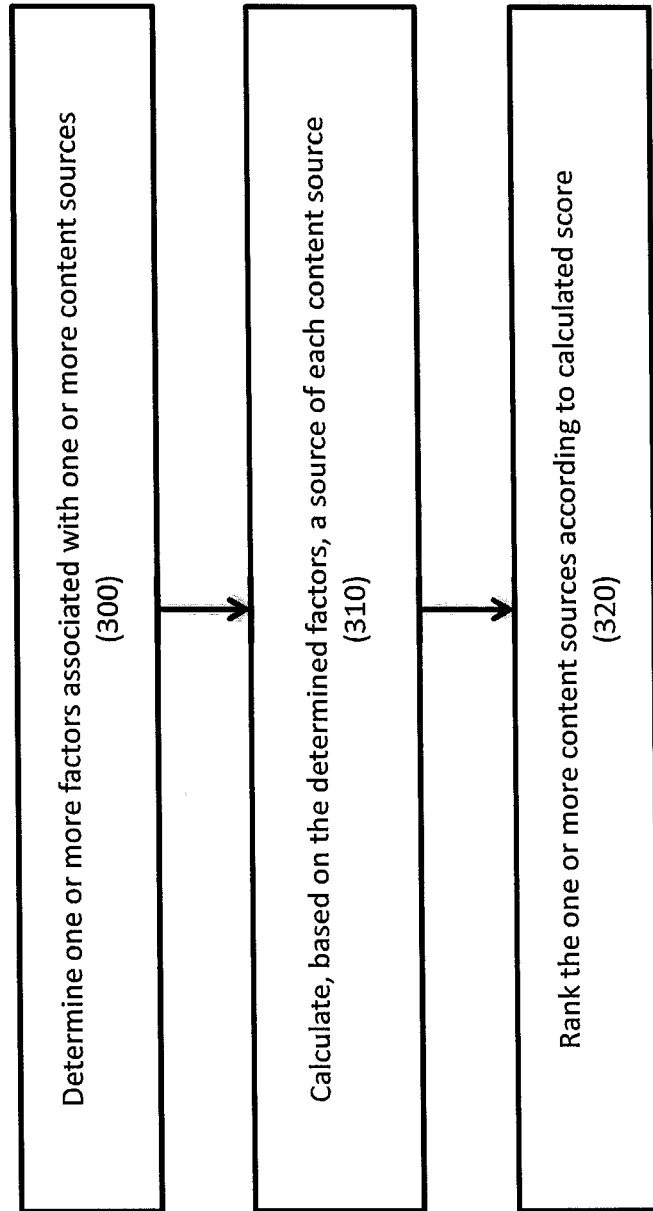 Determine one or more factors associated with one or more content sources
(300)
Calculate, based on the determined factors, a source of each content source
(310)
Rank the one or more content sources according to calculated score
(320)